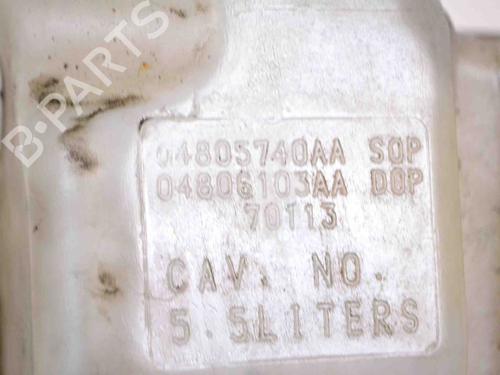 B-PARTS
04805740AA SOP
04806103AA DOP
70113
CAV. NO.
5.5LITERS